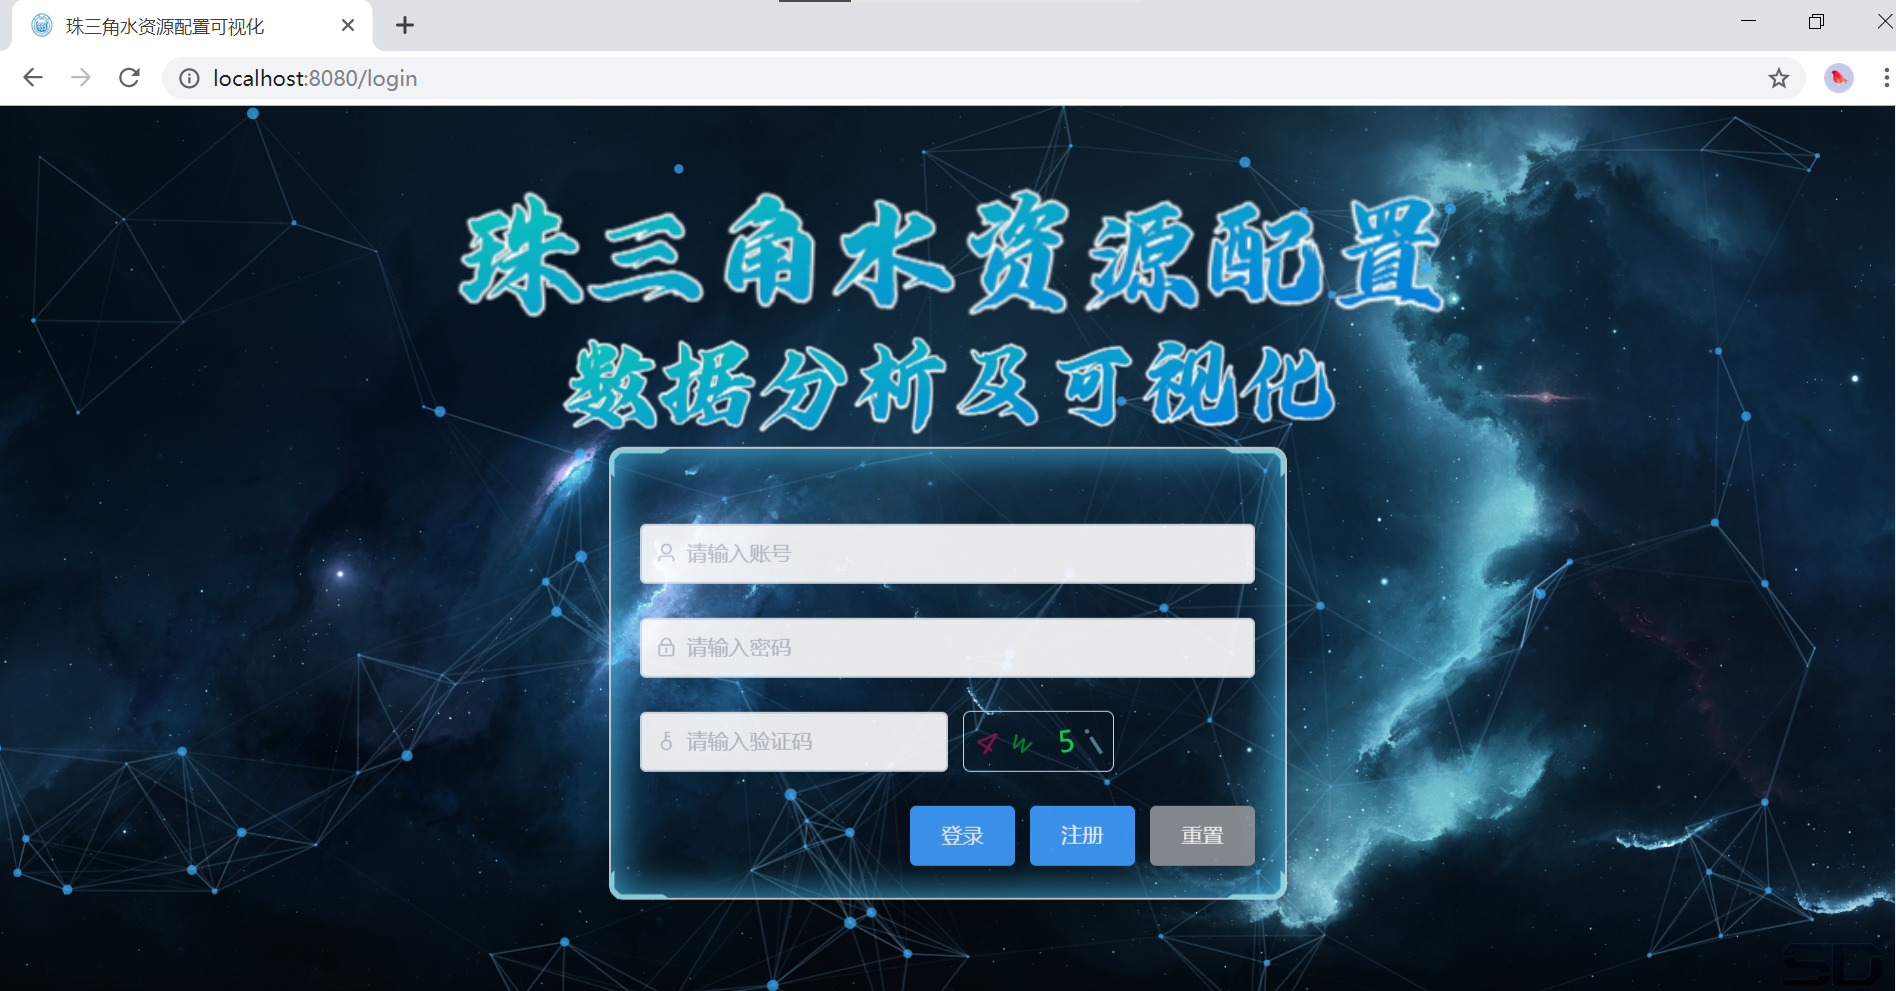 珠三角水资源配置可视化
localhost:8080/login
珠三角水资源配置
数据分析及可视化
请输入账号
请输入密码
请输入验证码
4 w 5 i
登录 注册 重置
SD